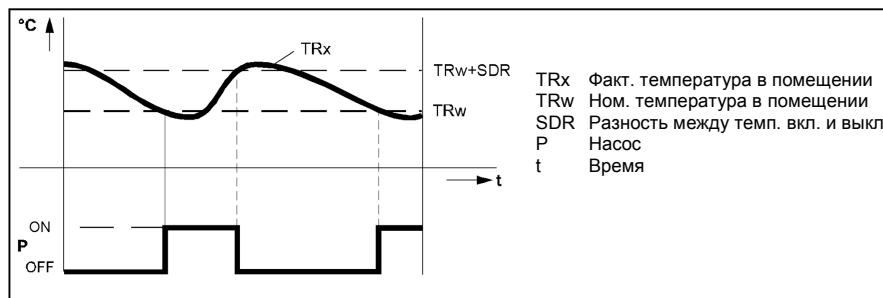 °C
TRx
TRw+SDR
TRw
t
ON
P
OFF
TRx Факт. температура в помещении
TRw Ном. температура в помещении
SDR Разность между темп. вкл. и выкл
P Насос
t Время